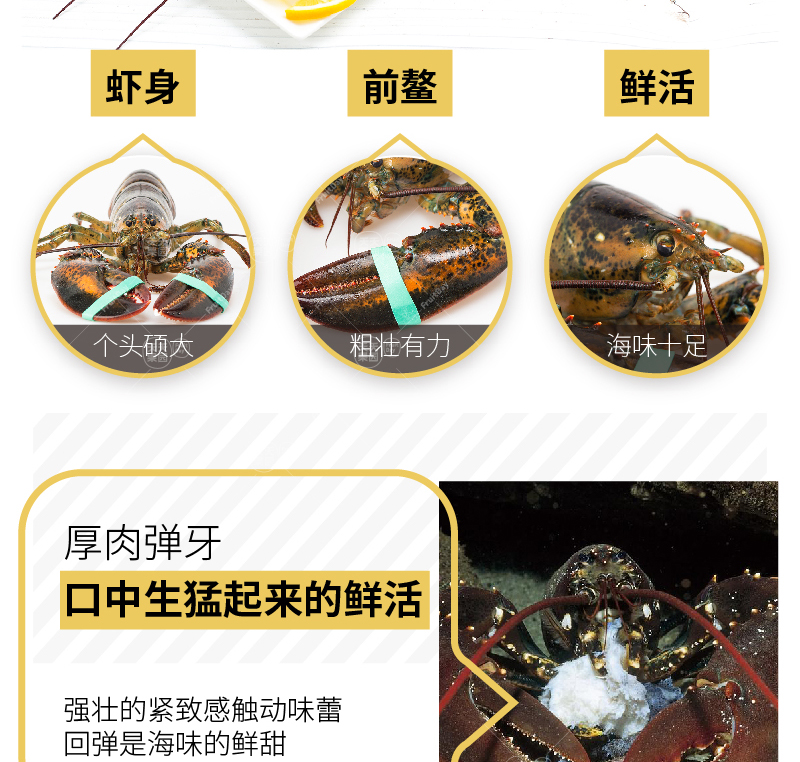 虾身
前鳌
鲜活
个头硕大
粗壮有力
海味十足
厚肉弹牙
口中生猛起来的鲜活
强壮的紧致感触动味蕾
回弹是海味的鲜甜